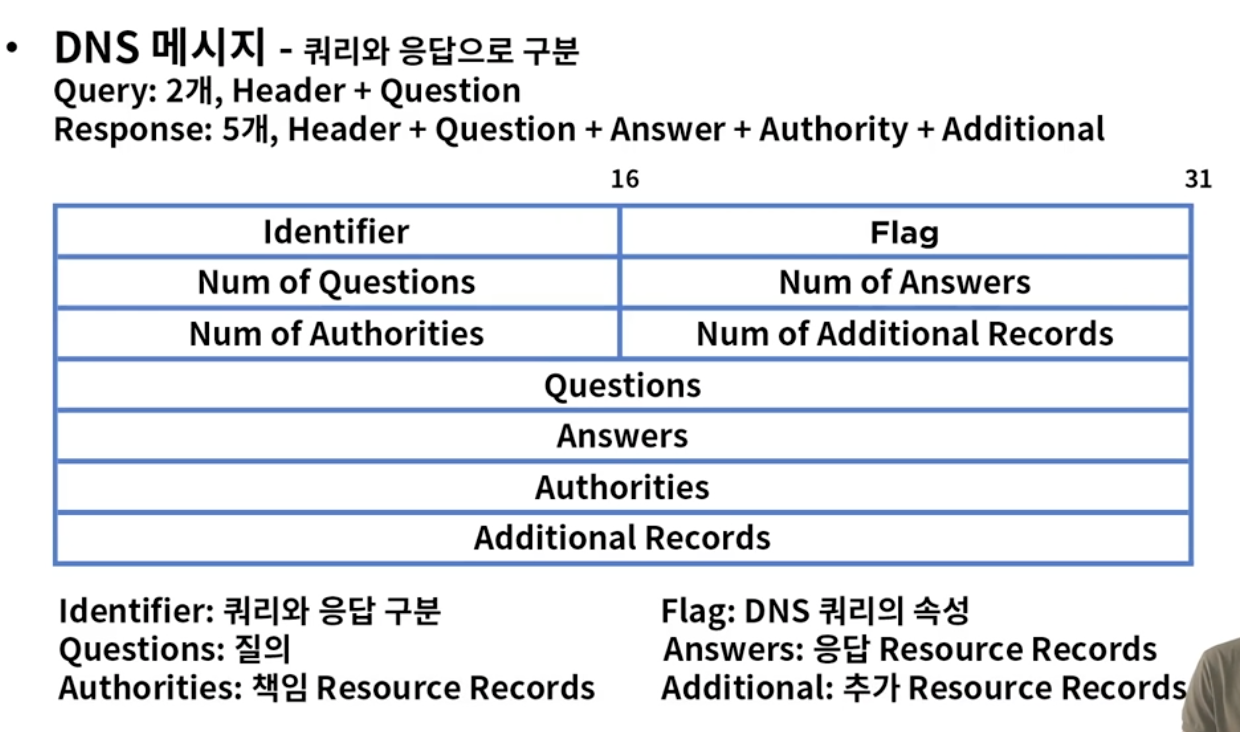 • DNS 메시지 - 쿼리와 응답으로 구분
Query: 2개, Header + Question
Response: 5개, Header + Question + Answer + Authority + Additional
16 31
Identifier Flag
Num of Questions Num of Answers
Num of Authorities Num of Additional Records
Questions
Answers
Authorities
Additional Records
Identifier: 쿼리와 응답 구분 Flag: DNS 쿼리의 속성
Questions: 질의 Answers: 응답 Resource Records
Authorities: 책임 Resource Records Additional: 추가 Resource Records